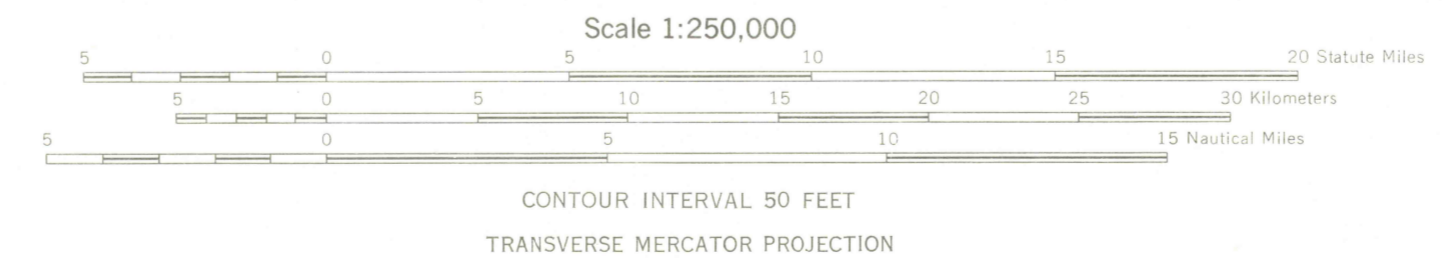 Scale 1:250,000
5 0 5 10 15 20 Statute Miles
5 0 5 10 15 20 25 30 Kilometers
5 0 5 10 15 Nautical Miles
CONTOUR INTERVAL 50 FEET
TRANSVERSE MERCATOR PROJECTION